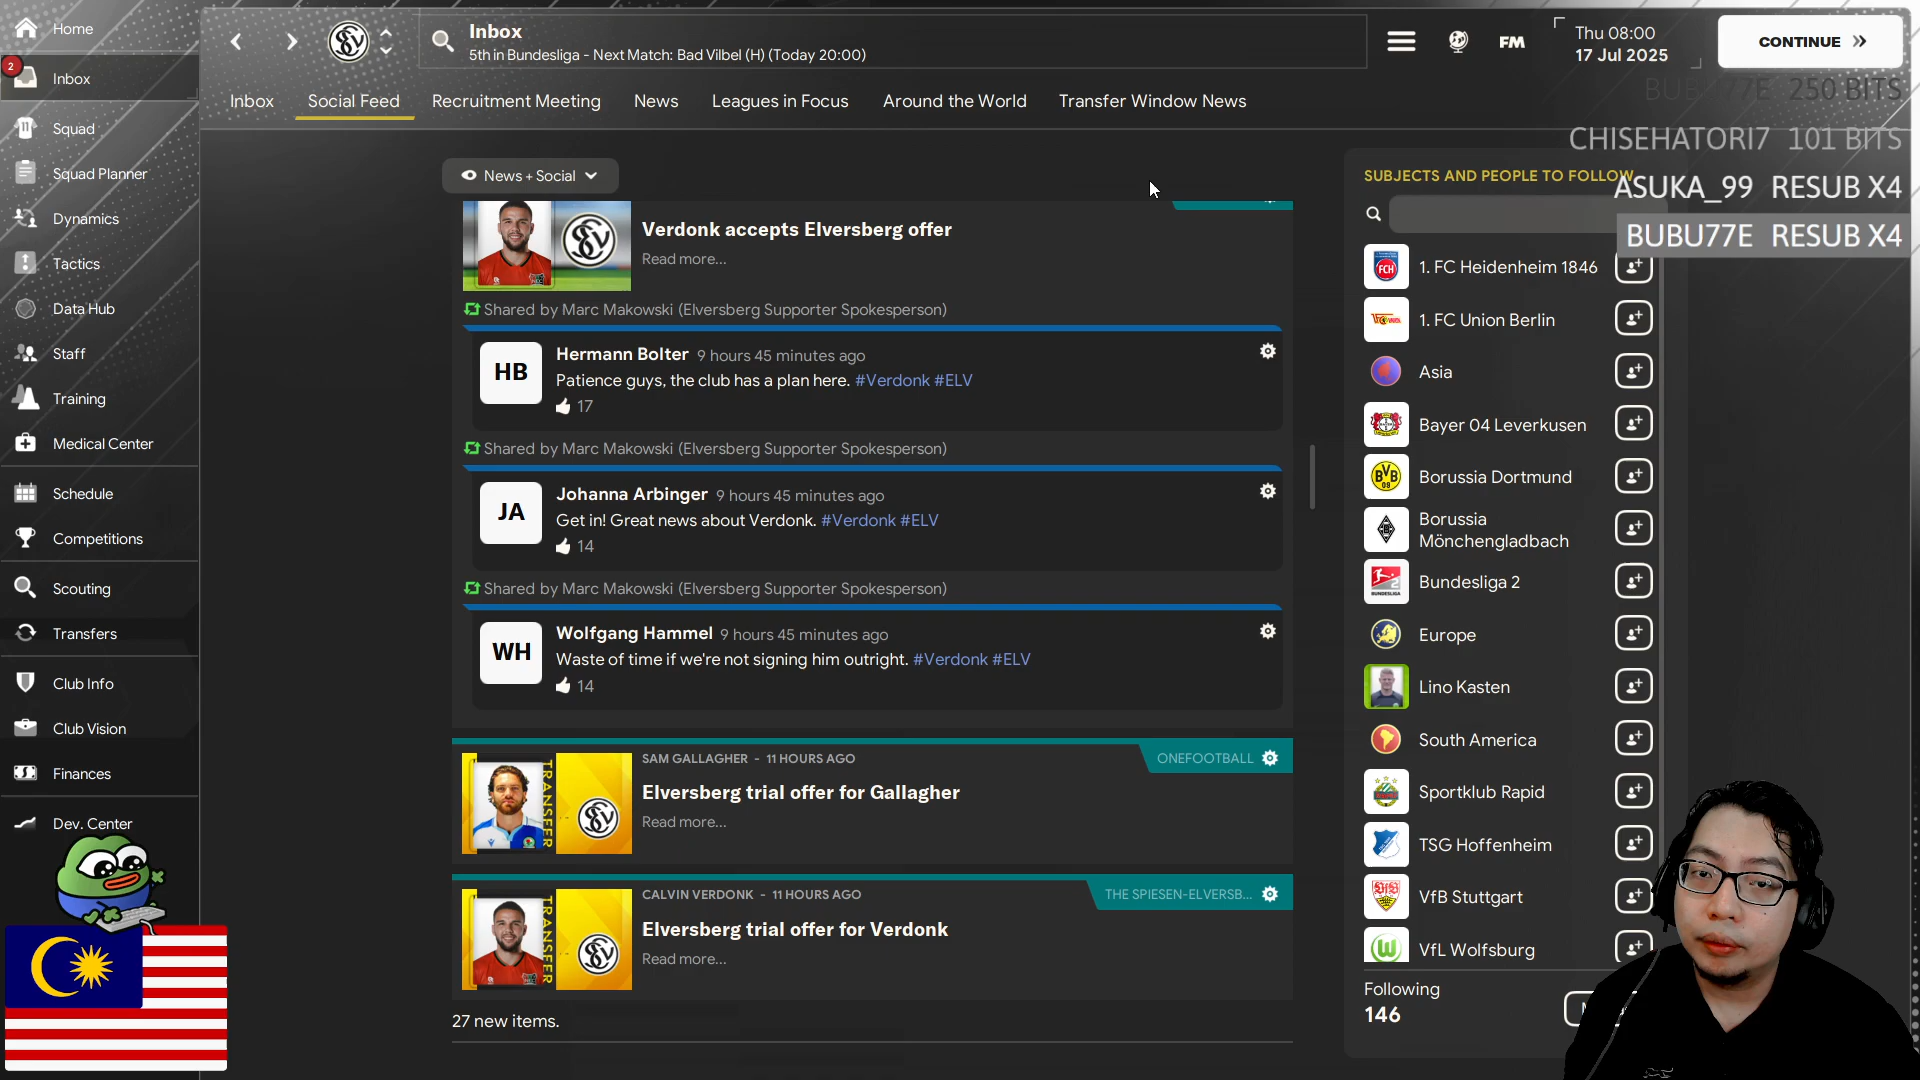 Home
Inbox
5th in Bundesliga - Next Match: Bad Vilbel (H) (Today 20:00)
FM
Thu 08:00
17 Jul 2025
CONTINUE
2
Inbox
Squad
Squad Planner
Dynamics
Tactics
Data Hub
Staff
Training
Medical Center
Schedule
Competitions
Scouting
Transfers
Club Info
Club Vision
Finances
Dev. Center
Inbox
Social Feed
Recruitment Meeting
News
Leagues in Focus
Around the World
Transfer Window News
BUBU77E 250 BITS
CHISEHATORI7 101 BITS
ASUKA_99 RESUB X4
BUBU77E RESUB X4
News + Social
Verdonk accepts Elversberg offer
Read more...
Shared by Marc Makowski (Elversberg Supporter Spokesperson)
HB
Hermann Bolter 9 hours 45 minutes ago
Patience guys, the club has a plan here. #Verdonk #ELV
17
Shared by Marc Makowski (Elversberg Supporter Spokesperson)
JA
Johanna Arbinger 9 hours 45 minutes ago
Get in! Great news about Verdonk. #Verdonk #ELV
14
Shared by Marc Makowski (Elversberg Supporter Spokesperson)
WH
Wolfgang Hammel 9 hours 45 minutes ago
Waste of time if we're not signing him outright. #Verdonk #ELV
14
TRANSFER
SAM GALLAGHER - 11 HOURS AGO
ONEFOOTBALL
Elversberg trial offer for Gallagher
Read more...
TRANSFER
CALVIN VERDONK - 11 HOURS AGO
THE SPIESEN-ELVERSB...
Elversberg trial offer for Verdonk
Read more...
27 new items.
SUBJECTS AND PEOPLE TO FOLLOW
1. FC Heidenheim 1846
1. FC Union Berlin
Asia
Bayer 04 Leverkusen
Borussia Dortmund
Borussia
Mönchengladbach
Bundesliga 2
Europe
Lino Kasten
South America
Sportklub Rapid
TSG Hoffenheim
VfB Stuttgart
VfL Wolfsburg
Following
146